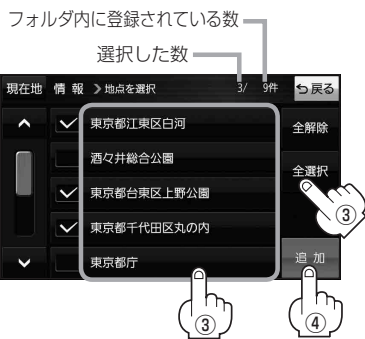 フォルダ内に登録されている数
選択した数
現在地 情報 ❯地点を選択 3/ 9件 戻る
東京都江東区白河 全解除
酒々井総合公園
全選択
東京都台東区上野公園
③
東京都千代田区丸の内
東京都庁 追加
③ ④